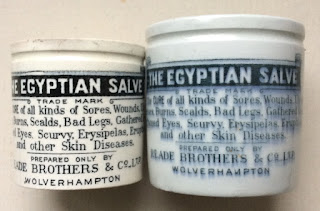 THE EGYPTIAN SALVE
TRADE MARK
CURE of all kinds of Sores, Wounds,
Burns, Scalds, Bad Legs, Gathered
Eyes, Scurvy, Erysipelas,
and other Skin Diseases.
PREPARED ONLY BY
BROTHERS & Co. LTD
WOLVERHAMPTON
THE EGYPTIAN SALVE
TRADE MARK
CURE of all kinds of Sores, Wounds,
Burns, Scalds, Bad Legs, Gathered
Eyes, Scurvy, Erysipelas,
and other Skin Diseases.
PREPARED ONLY BY
BROTHERS & Co. LTD
WOLVERHAMPTON